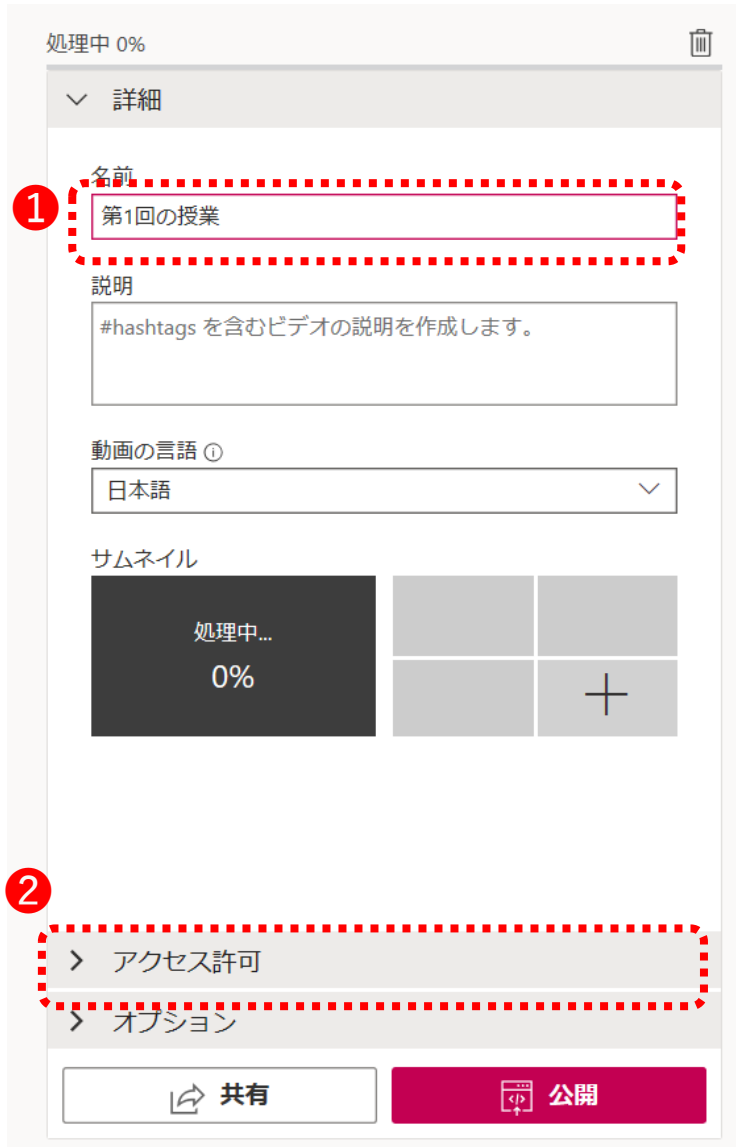 処理中 0%
詳細
名前
1
第1回の授業
説明
#hashtags を含むビデオの説明を作成します。
動画の言語
日本語
サムネイル
処理中...
0%
2
アクセス許可
オプション
共有
公開